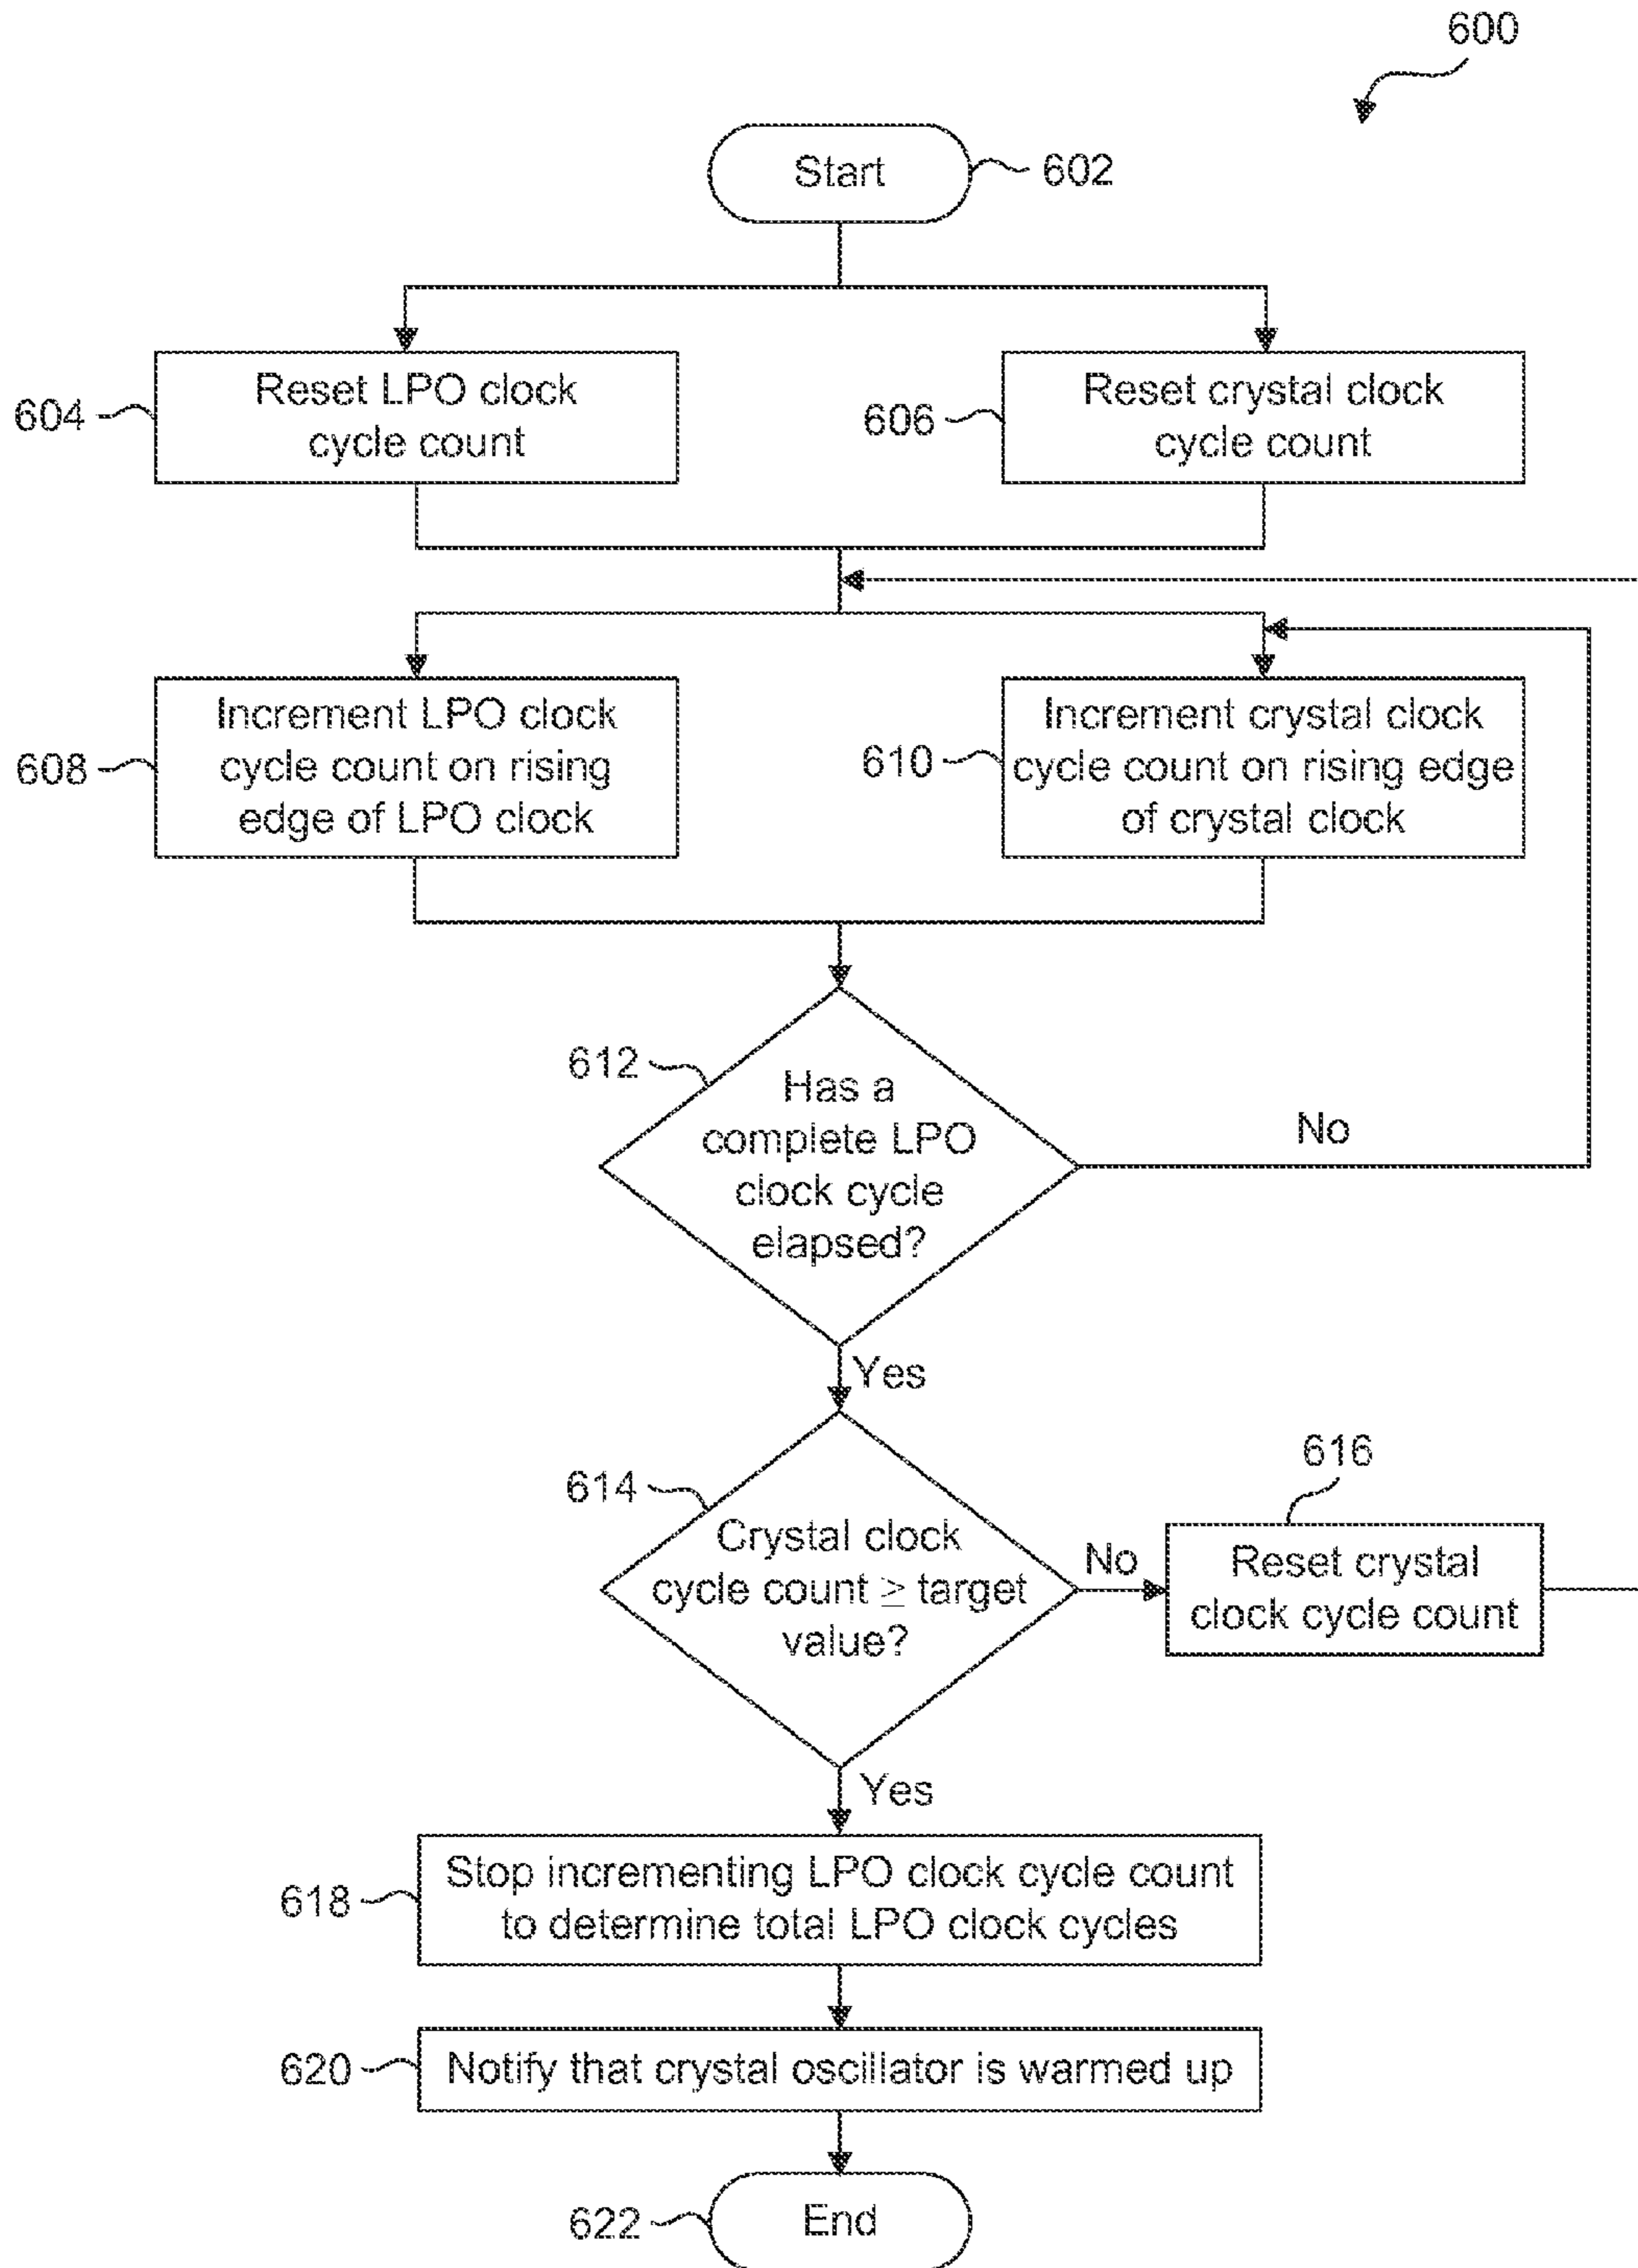 600
Start
602
Reset LPO clock
cycle count
604
Reset crystal clock
cycle count
606
Increment LPO clock
cycle count on rising
edge of LPO clock
608
Increment crystal clock
cycle count on rising edge
of crystal clock
610
612
Has a
complete LPO
clock cycle
elapsed?
No
Yes
614
Crystal clock
cycle count ≥ target
value?
No
616
Reset crystal
clock cycle count
Yes
618
Stop incrementing LPO clock cycle count
to determine total LPO clock cycles
620
Notify that crystal oscillator is warmed up
622
End